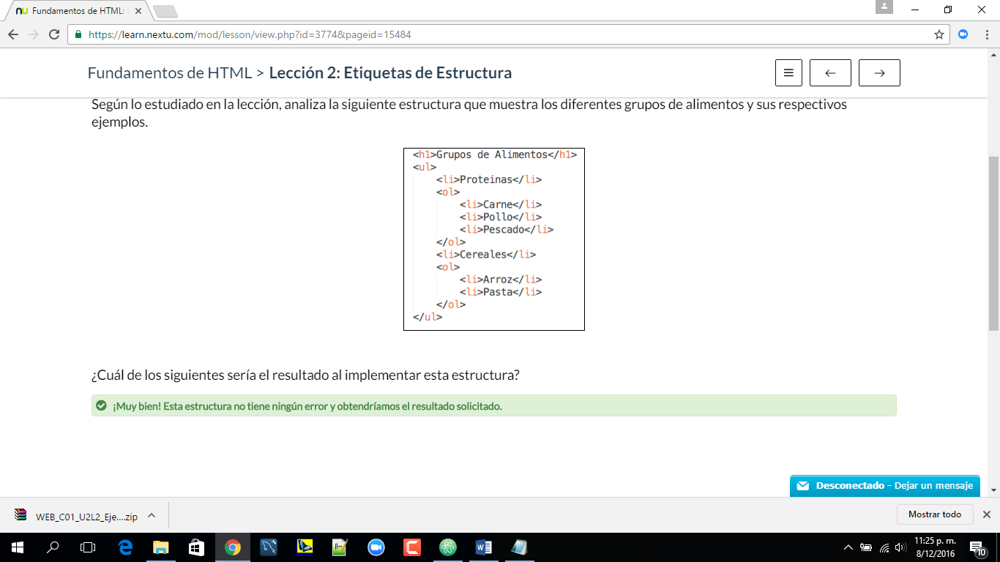 Fundamentos de HTML:
https://learn.nextu.com/mod/lesson/view.php?id=3774&pageid=15484
Fundamentos de HTML > Lección 2: Etiquetas de Estructura
Según lo estudiado en la lección, analiza la siguiente estructura que muestra los diferentes grupos de alimentos y sus respectivos
ejemplos.
<h1>Grupos de Alimentos</h1>
<ul>
<li>Proteinas</li>
<ol>
<li>Carne</li>
<li>Pollo</li>
<li>Pescado</li>
</ol>
<li>Cereales</li>
<ol>
<li>Arroz</li>
<li>Pasta</li>
</ol>
</ul>
¿Cuál de los siguientes sería el resultado al implementar esta estructura?
¡Muy bien! Esta estructura no tiene ningún error y obtendríamos el resultado solicitado.
Desconectado - Dejar un mensaje
WEB_C01_U2L2_Eje....zip
Mostrar todo
11:25 p. m.
8/12/2016
10